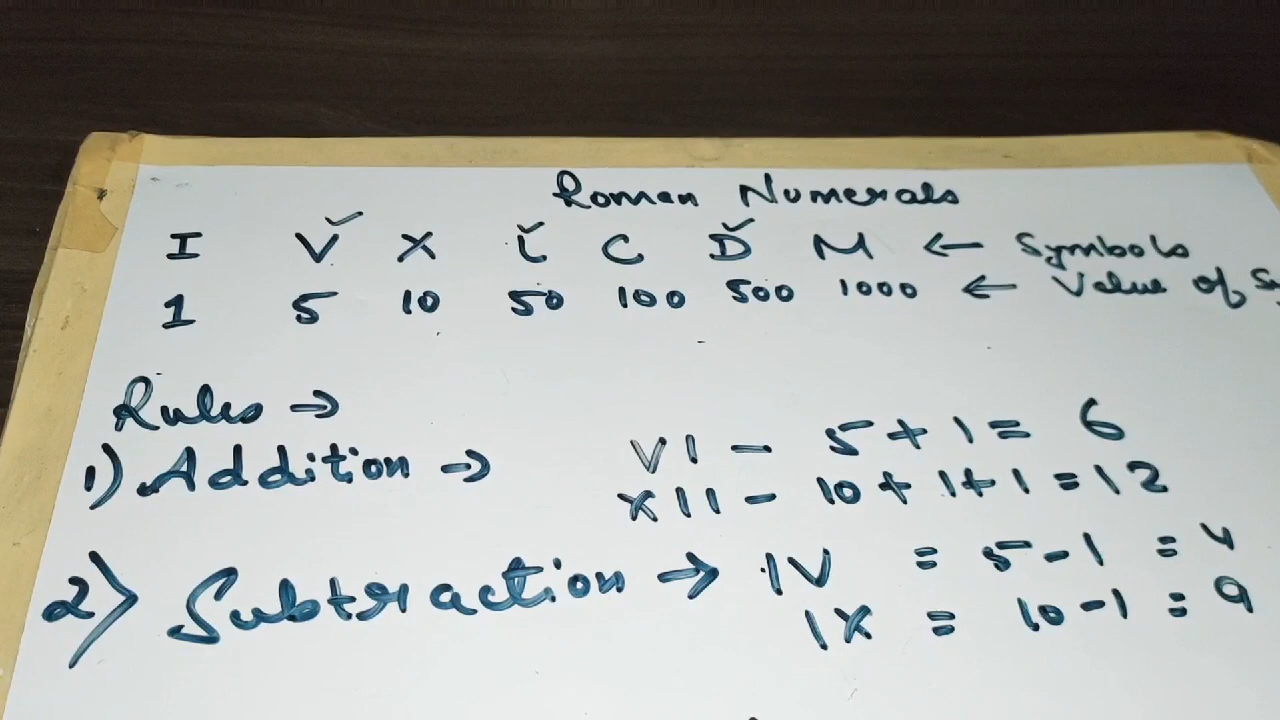 Roman Numerals
I V X L C D M ← Symbols
1 5 10 50 100 500 1000 ← Value of
Rules →
1) Addition → VI - 5 + 1 = 6
XII - 10 + 1 + 1 = 12
2) Subtraction → IV = 5 - 1 = 4
IX = 10 - 1 = 9